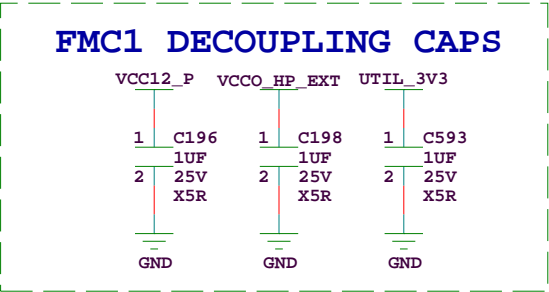 FMC1 DECOUPLING CAPS
VCC12_P VCCO_HP_EXT UTIL_3V3
1 C196 1 C198 1 C593
1UF 1UF 1UF
2 25V 2 25V 2 25V
X5R X5R X5R
GND GND GND